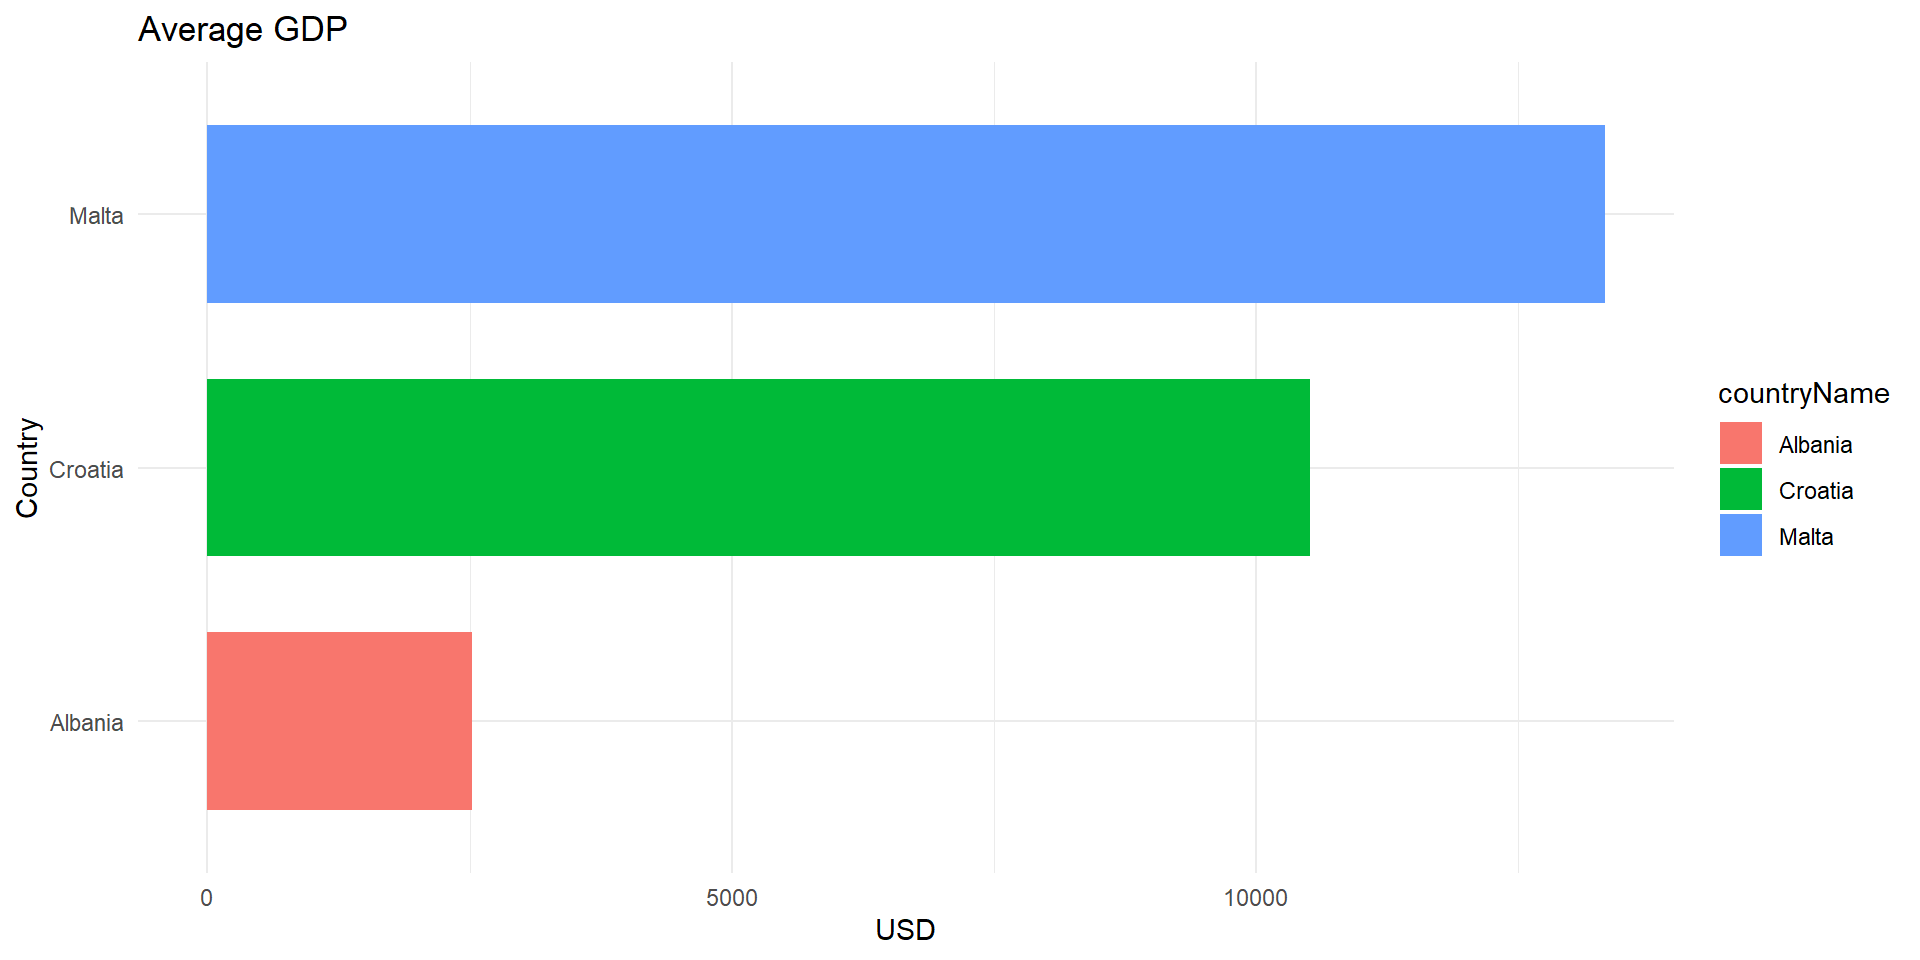 Average GDP
Country
Malta
Croatia
Albania
0 5000 10000
USD
countryName
Albania
Croatia
Malta